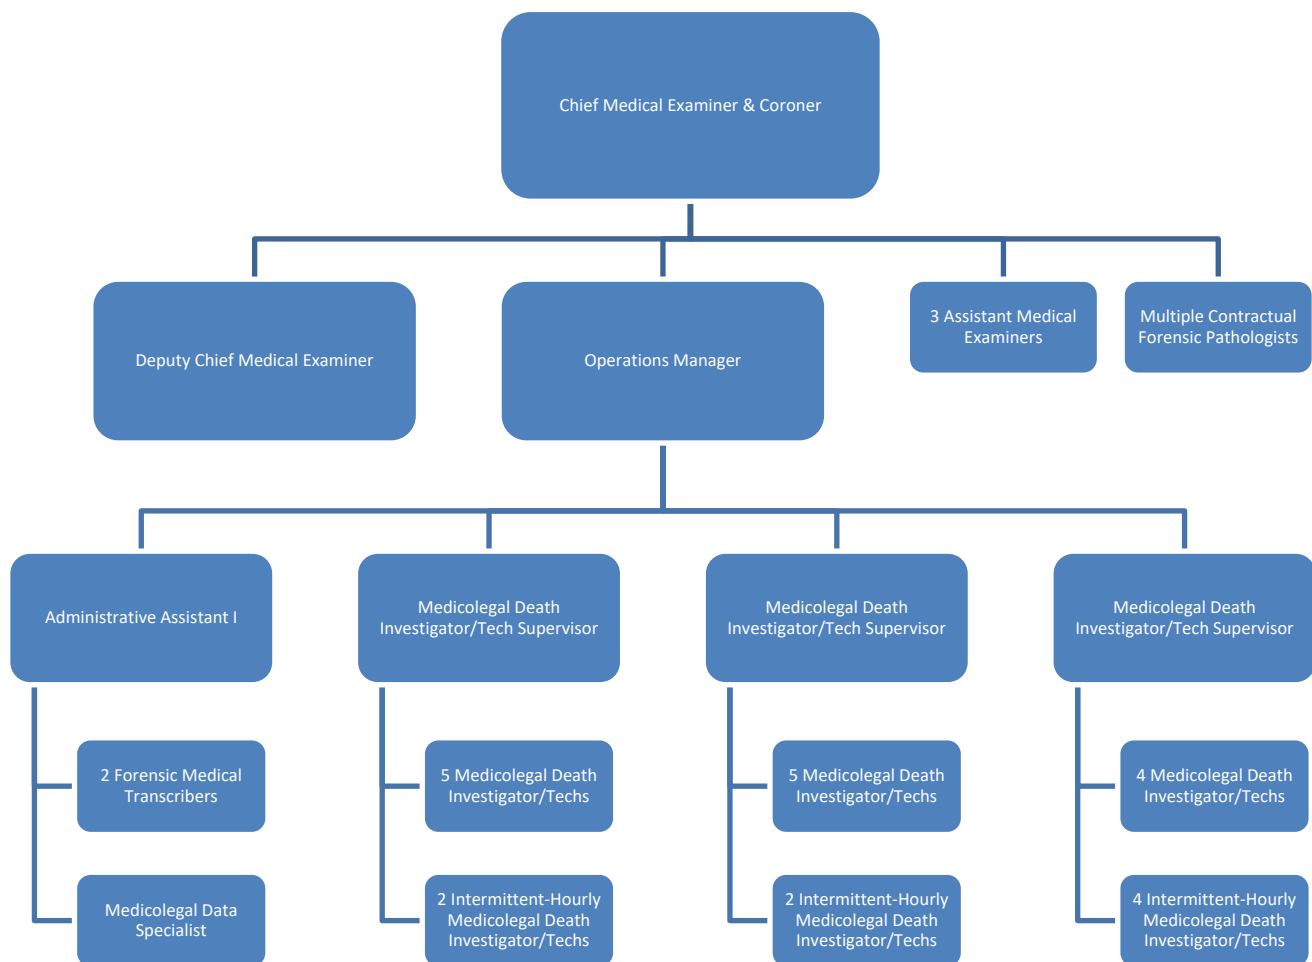 Chief Medical Examiner & Coroner
Deputy Chief Medical Examiner
Operations Manager
3 Assistant Medical
Examiners
Multiple Contractual
Forensic Pathologists
Administrative Assistant I
Medicolegal Death
Investigator/Tech Supervisor
Medicolegal Death
Investigator/Tech Supervisor
Medicolegal Death
Investigator/Tech Supervisor
2 Forensic Medical
Transcribers
5 Medicolegal Death
Investigator/Techs
5 Medicolegal Death
Investigator/Techs
4 Medicolegal Death
Investigator/Techs
Medicolegal Data
Specialist
2 Intermittent-Hourly
Medicolegal Death
Investigator/Techs
2 Intermittent-Hourly
Medicolegal Death
Investigator/Techs
4 Intermittent-Hourly
Medicolegal Death
Investigator/Techs